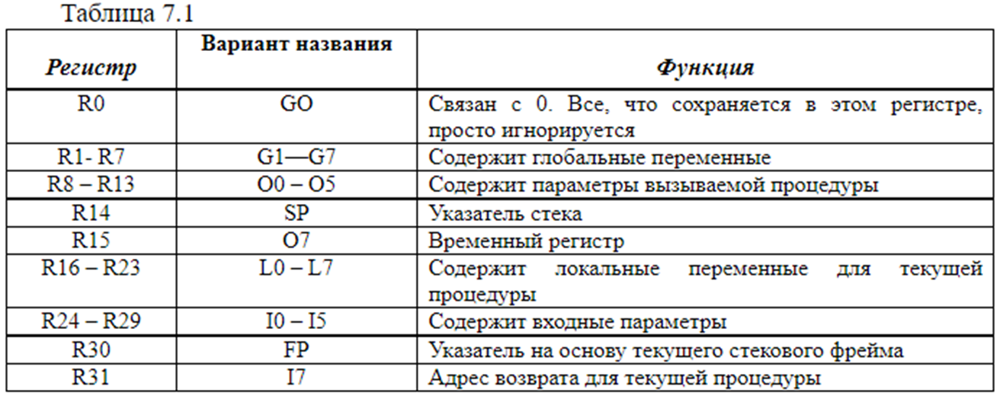 Таблица 7.1
Регистр Вариант названия Функция
R0 GO Связан с 0. Все, что сохраняется в этом регистре,
просто игнорируется
R1- R7 G1—G7 Содержит глобальные переменные
R8 – R13 O0 – O5 Содержит параметры вызываемой процедуры
R14 SP Указатель стека
R15 O7 Временный регистр
R16 – R23 L0 – L7 Содержит локальные переменные для текущей
процедуры
R24 – R29 I0 – I5 Содержит входные параметры
R30 FP Указатель на основу текущего стекового фрейма
R31 I7 Адрес возврата для текущей процедуры